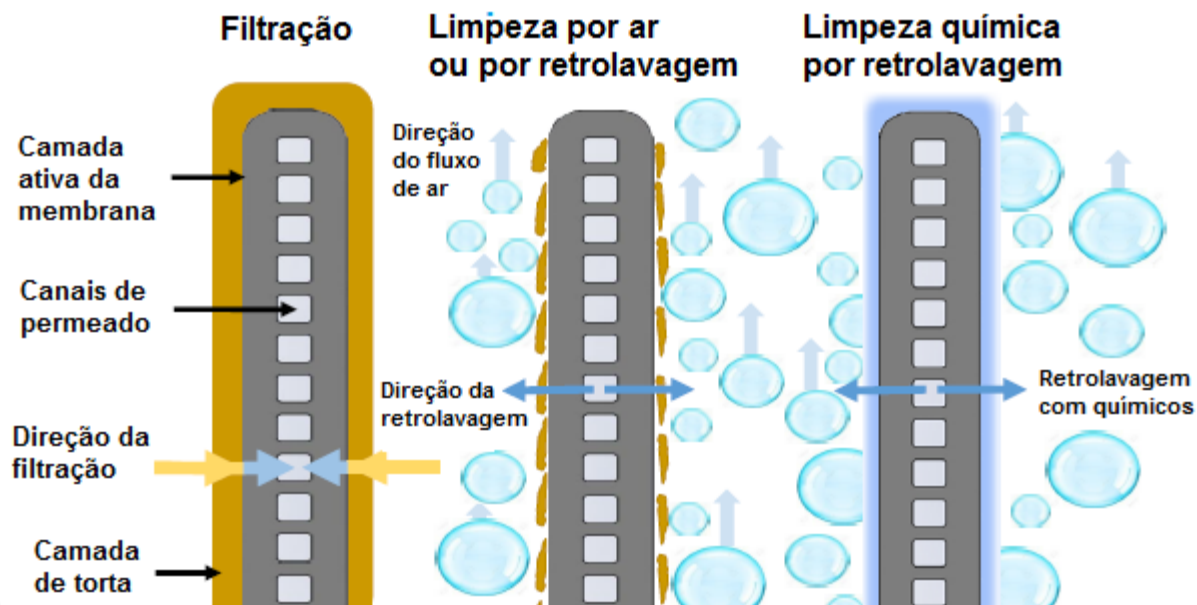 Filtração
Limpeza por ar
ou por retrolavagem
Limpeza química
por retrolavagem
Camada
ativa da
membrana
Canais de
permeado
Direção da
filtração
Camada
de torta
Direção
do fluxo
de ar
Direção da
retrolavagem
Retrolavagem
com químicos